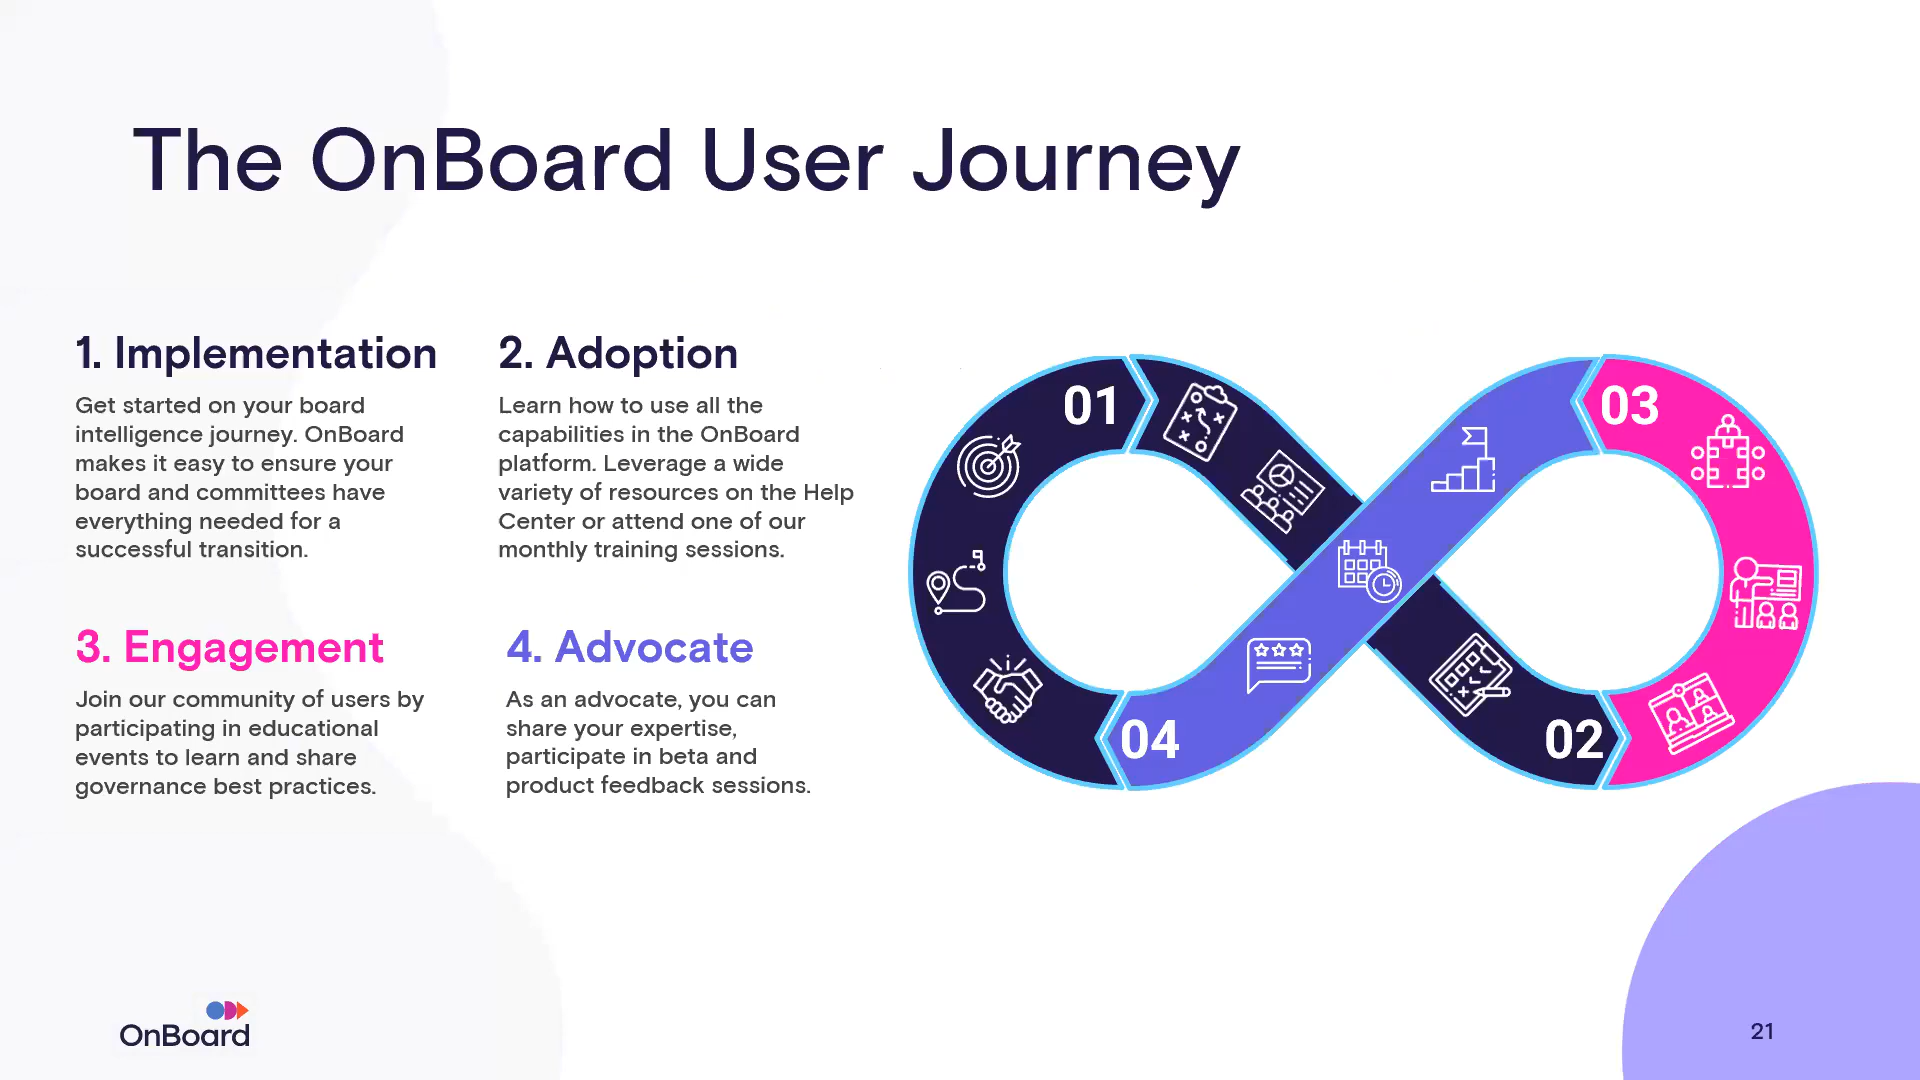 The OnBoard User Journey
1. Implementation
Get started on your board
intelligence journey. OnBoard
makes it easy to ensure your
board and committees have
everything needed for a
successful transition.
2. Adoption
Learn how to use all the
capabilities in the OnBoard
platform. Leverage a wide
variety of resources on the Help
Center or attend one of our
monthly training sessions.
3. Engagement
Join our community of users by
participating in educational
events to learn and share
governance best practices.
4. Advocate
As an advocate, you can
share your expertise,
participate in beta and
product feedback sessions.
01
03
04
02
OnBoard
21